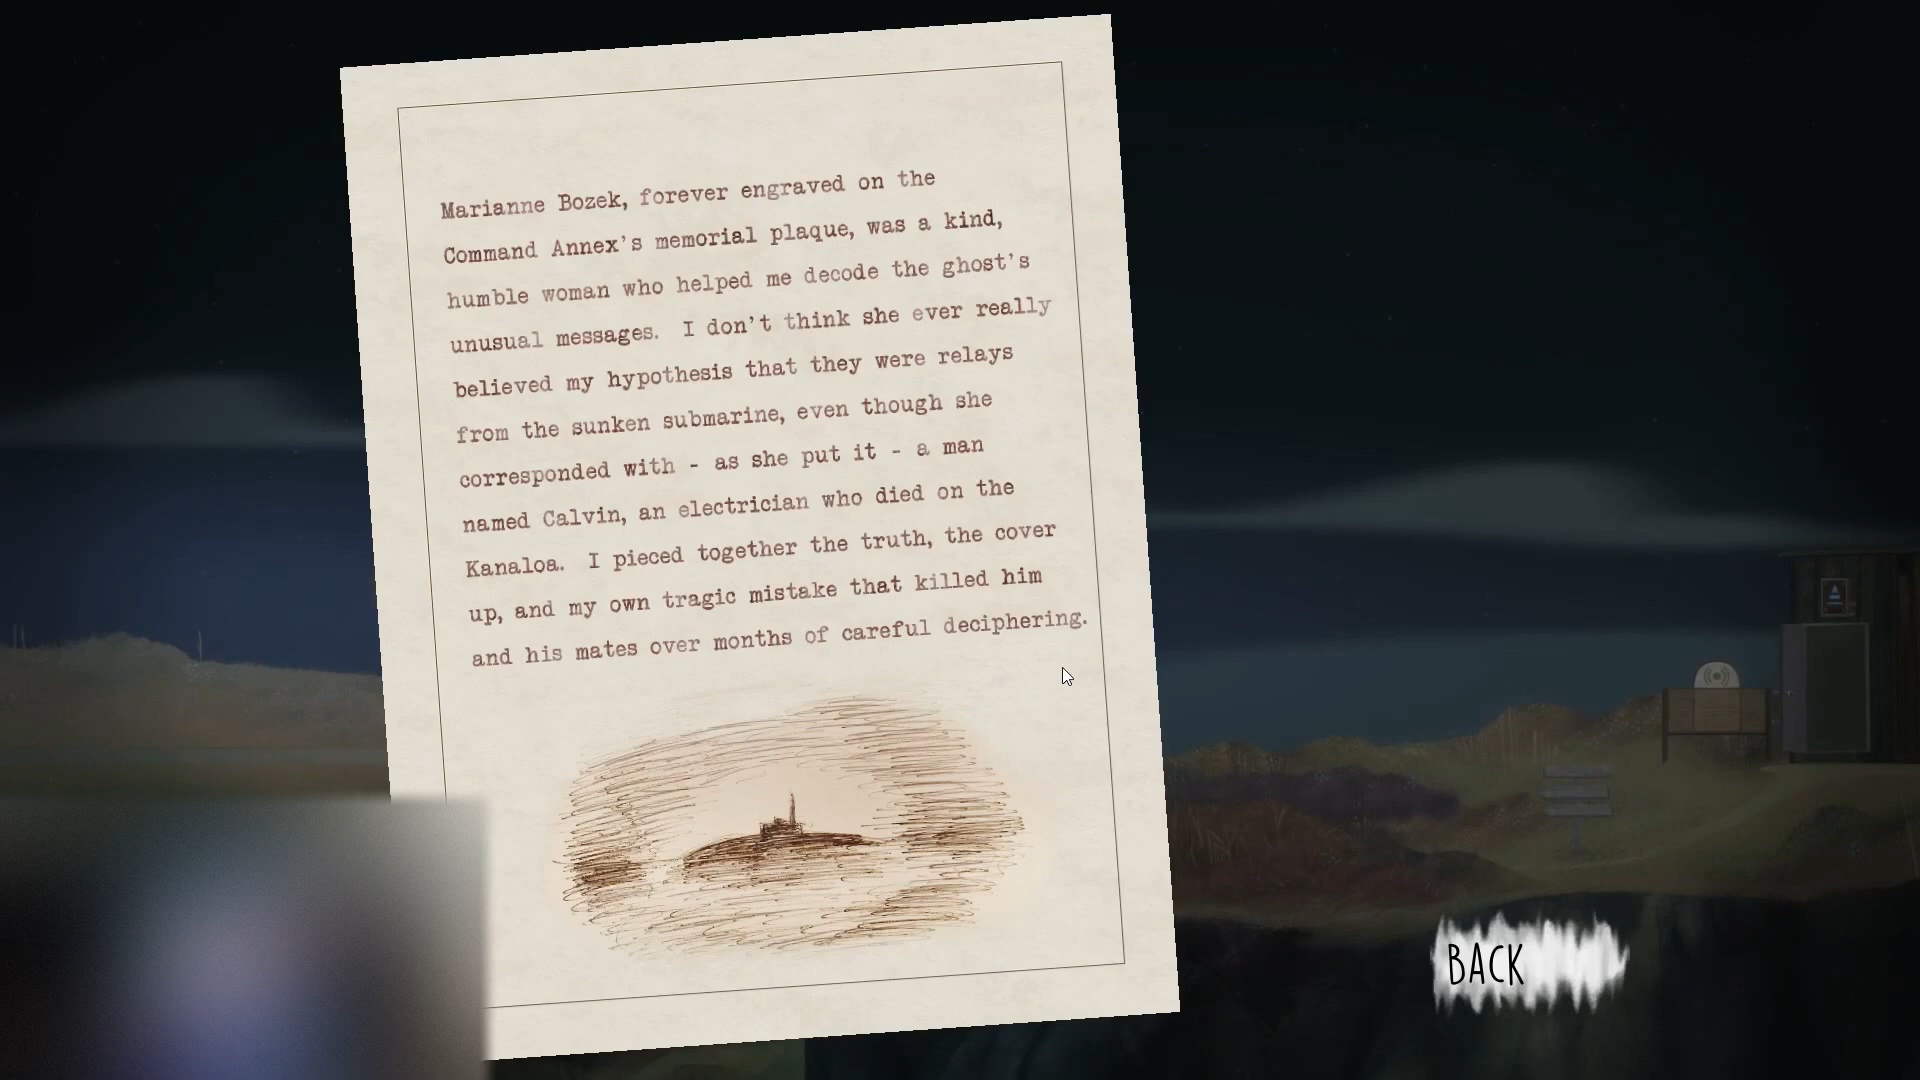 Marianne Bozek, forever engraved on the
Command Annex's memorial plaque, was a kind,
humble woman who helped me decode the ghost's
unusual messages.  I don't think she ever really
believed my hypothesis that they were relays
from the sunken submarine, even though she
corresponded with - as she put it - a man
named Calvin, an electrician who died on the
Kanaloa.  I pieced together the truth, the cover
up, and my own tragic mistake that killed him
and his mates over months of careful deciphering.
BACK